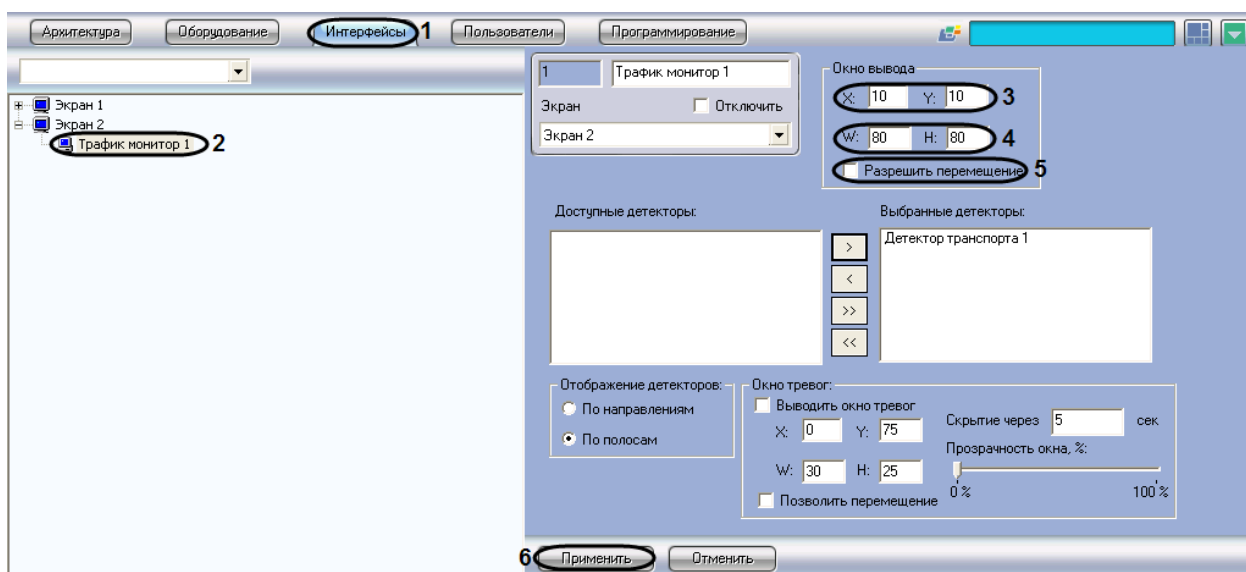 Архитектура Оборудование Интерфейсы 1 Пользователи Программирование
Экран 1
Экран 2
Трафик монитор 1 2
1 Трафик монитор 1
Экран Отключить
Экран 2
Окно вывода
X: 10 Y: 10 3
W: 80 H: 80 4
Разрешить перемещение 5
Доступные детекторы: Выбранные детекторы:
Детектор транспорта 1
>
<
>>
<<
Отображение детекторов:
По направлениям
По полосам
Окно тревог:
Выводить окно тревог
X: 0 Y: 75
W: 30 H: 25
Позволить перемещение
Скрытие через 5 сек
Прозрачность окна, %:
0 % 100 %
6 Применить Отменить